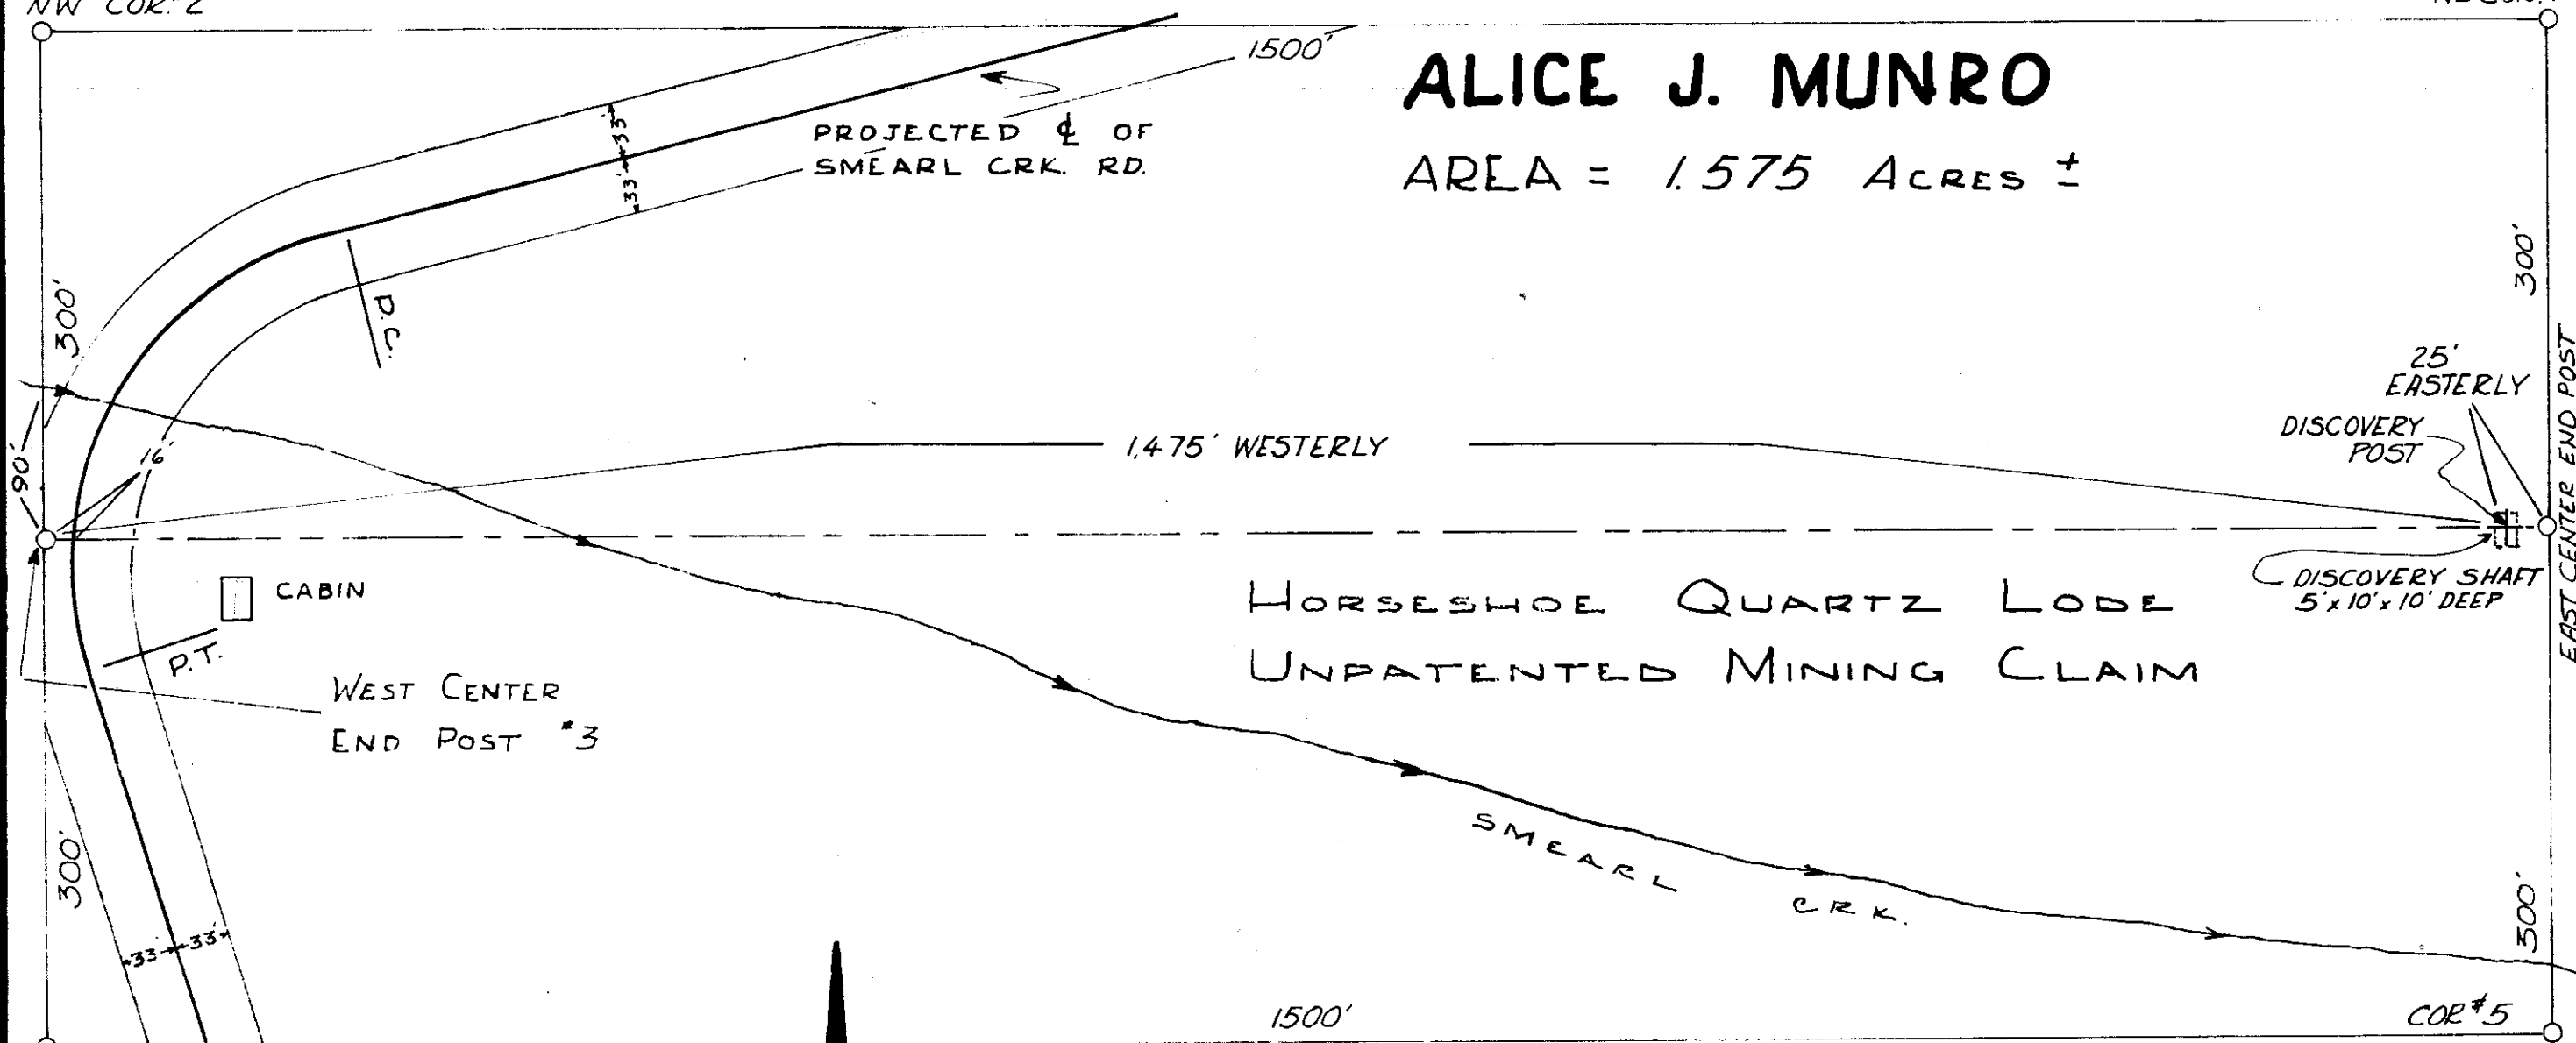 NW COR. 2
1500'
ALICE J. MUNRO
AREA = 1.575 ACRES ±
PROJECTED ℄ OF
SMEARL CRK. RD.
33'
33'
300'
300'
P.C.
25'
EASTERLY
DISCOVERY
POST
EAST CENTER END POST
1,475' WESTERLY
90'
16'
CABIN
P.T.
WEST CENTER
END POST #3
HORSESHOE QUARTZ LODE
UNPATENTED MINING CLAIM
DISCOVERY SHAFT
5' x 10' x 10' DEEP
SMEARL CRK.
300'
300'
33'
33'
1500'
COR #5